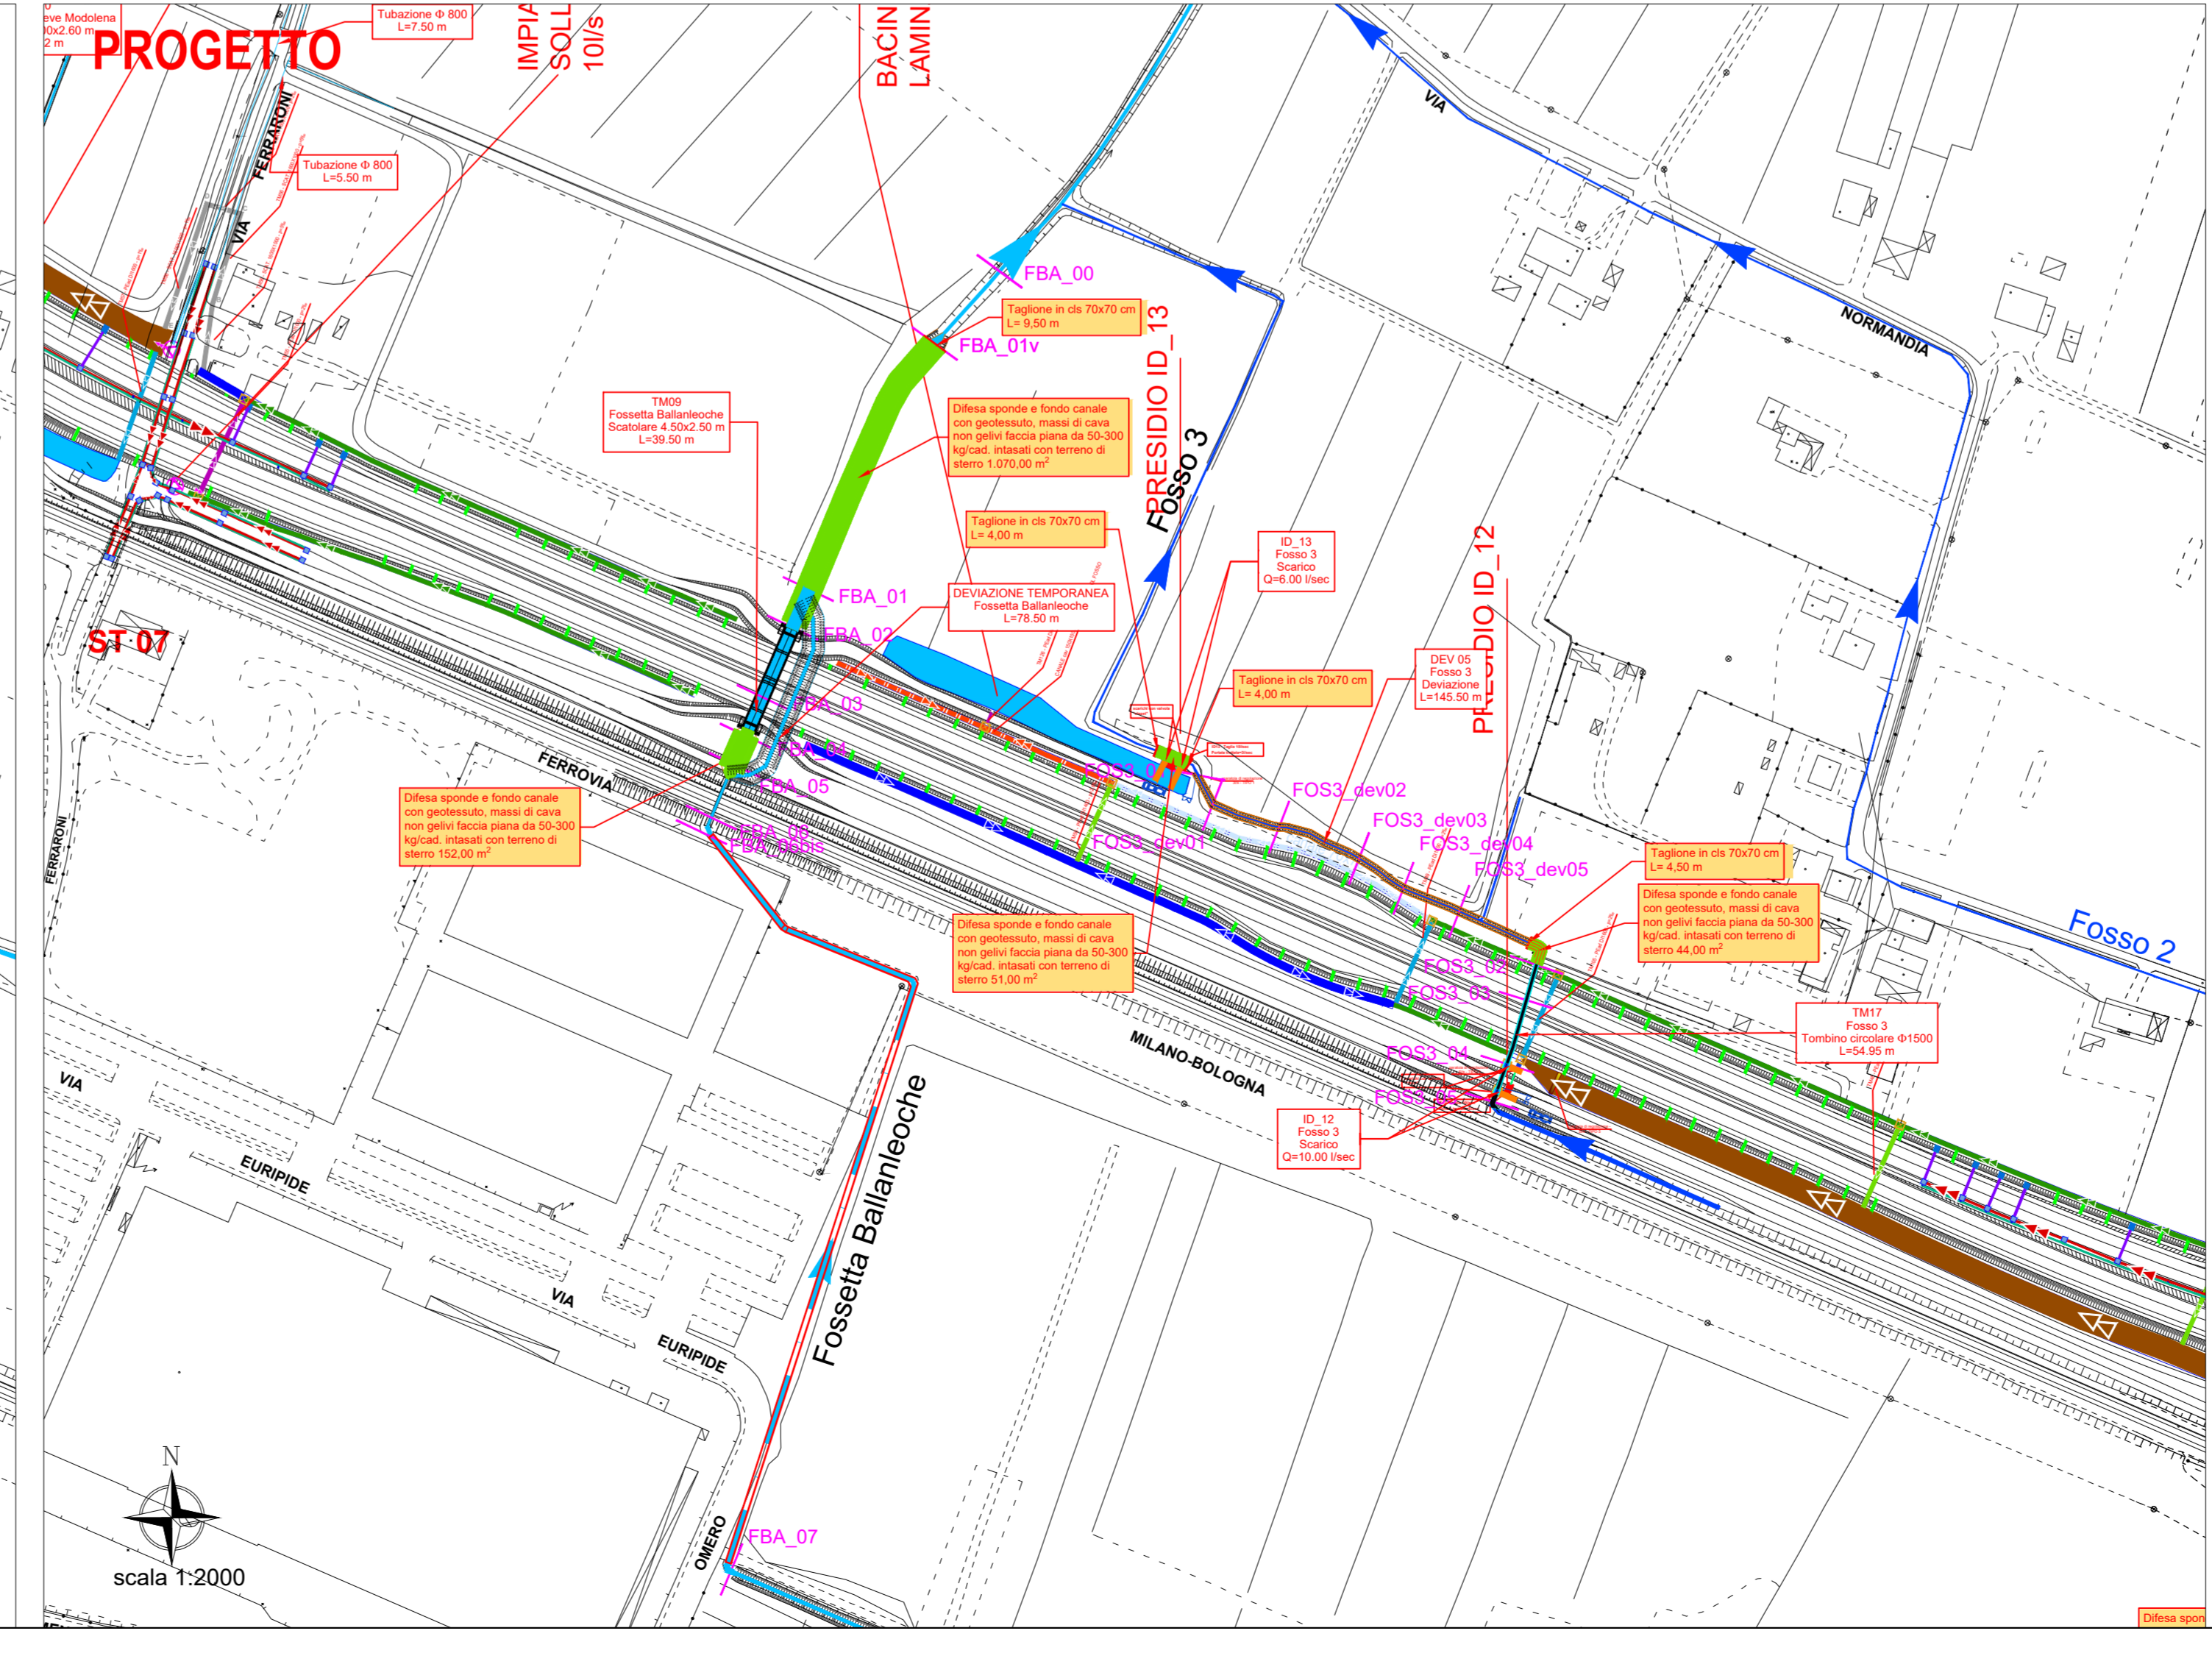 eve Modolena
00x2.60 m
2 m
PROGETTO
Tubazione Φ 800
L=7.50 m
IMPIA
SOLL
10l/s
BACIN
LAMIN
VIA
FERRARONI
Tubazione Φ 800
L=5.50 m
VIA
FBA_00
Taglione in cls 70x70 cm
L= 9,50 m
FBA_01v
NORMANDIA
TM09
Fossetta Ballanleoche
Scatolare 4.50x2.50 m
L=39.50 m
Difesa sponde e fondo canale
con geotessuto, massi di cava
non gelivi faccia piana da 50-300
kg/cad. intasati con terreno di
sterro 1.070,00 m²
PRESIDIO ID_13
Fosso 3
Taglione in cls 70x70 cm
L= 4,00 m
ID_13
Fosso 3
Scarico
Q=6.00 l/sec
PRESIDIO ID_12
FBA_01
DEVIAZIONE TEMPORANEA
Fossetta Ballanleoche
L=78.50 m
FBA_02
ST 07
DEV 05
Fosso 3
Deviazione
L=145.50 m
Taglione in cls 70x70 cm
L= 4,00 m
FBA_03
FBA_04
FERROVIA
FBA_05
FOS3_0
FOS3_dev02
Difesa sponde e fondo canale
con geotessuto, massi di cava
non gelivi faccia piana da 50-300
kg/cad. intasati con terreno di
sterro 152,00 m²
FBA_06
FBA_06bis
FOS3_dev01
FOS3_dev03
FOS3_dev04
FOS3_dev05
FERRARONI
Taglione in cls 70x70 cm
L= 4,50 m
Difesa sponde e fondo canale
con geotessuto, massi di cava
non gelivi faccia piana da 50-300
kg/cad. intasati con terreno di
sterro 44,00 m²
Fosso 2
Difesa sponde e fondo canale
con geotessuto, massi di cava
non gelivi faccia piana da 50-300
kg/cad. intasati con terreno di
sterro 51,00 m²
FOS3_02
FOS3_03
TM17
Fosso 3
Tombino circolare Φ1500
L=54.95 m
MILANO-BOLOGNA
FOS3_04
FOS3_05
VIA
ID_12
Fosso 3
Scarico
Q=10.00 l/sec
EURIPIDE
Fossetta Ballanleoche
VIA
EURIPIDE
N
scala 1:2000
OMERO
FBA_07
Difesa spon